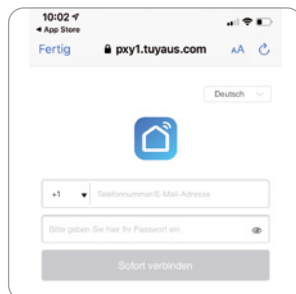 10:02
◀ App Store
Fertig pxy1.tuyaus.com AA
Deutsch
+1 Telefonnummer/E-Mail-Adresse
Bitte geben Sie hier Ihr Passwort ein
Sofort verbinden